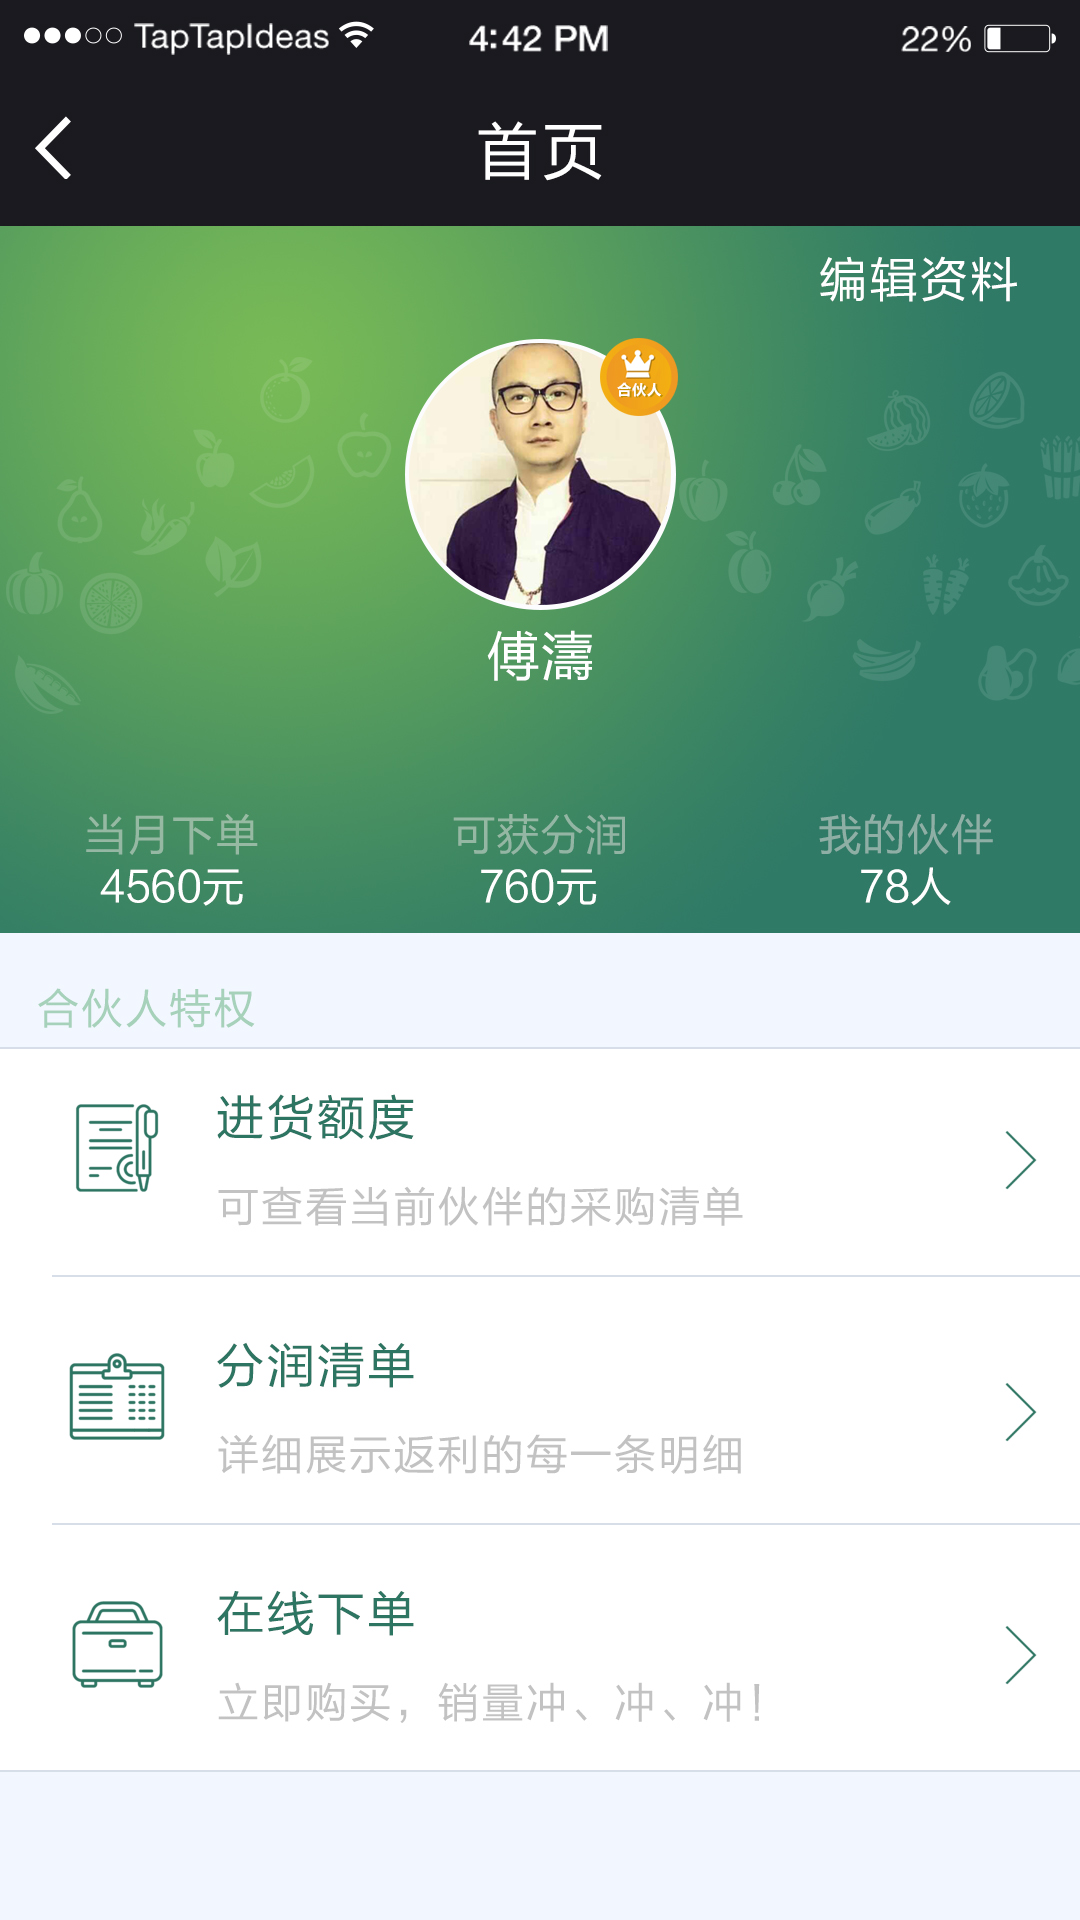 TapTapIdeas 4:42 PM 22%
首页
编辑资料
合伙人
傅濤
当月下单 可获分润 我的伙伴
4560元 760元 78人
合伙人特权
进货额度
可查看当前伙伴的采购清单
分润清单
详细展示返利的每一条明细
在线下单
立即购买，销量冲、冲、冲！